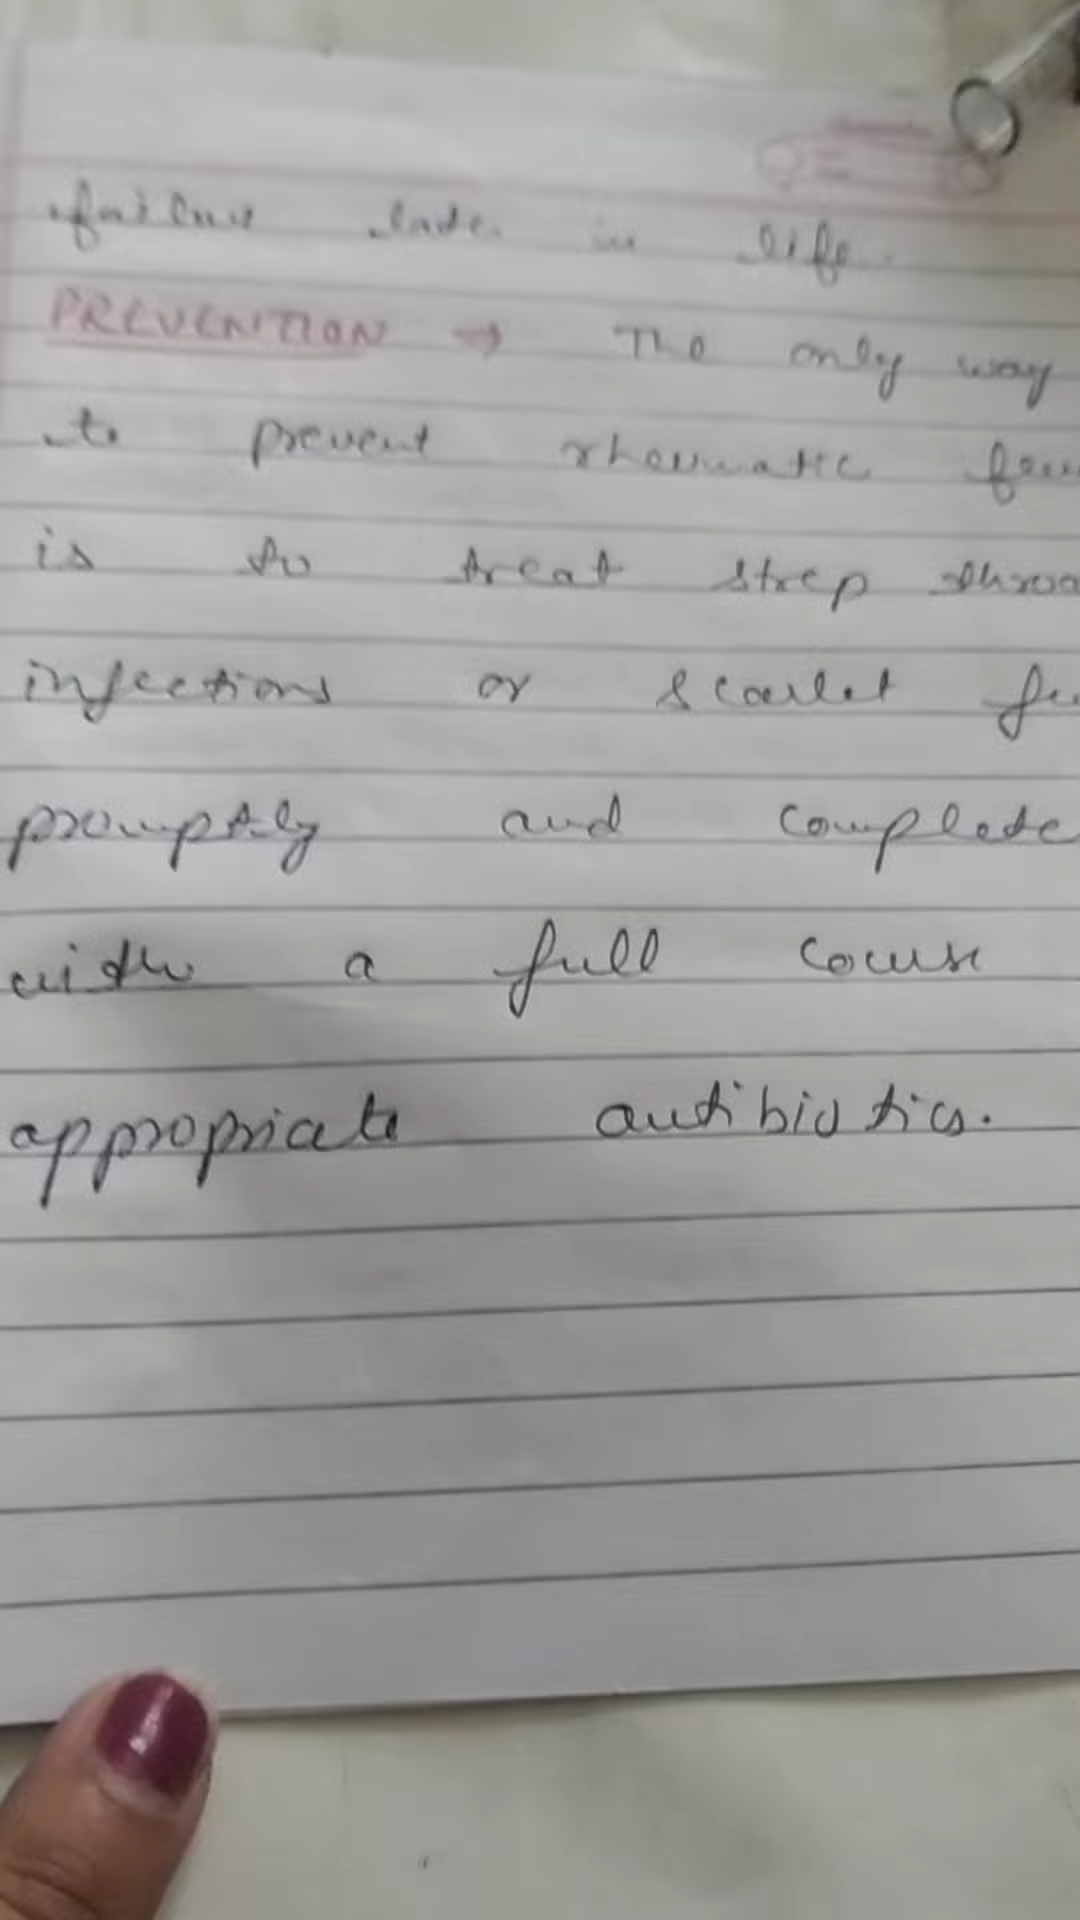 failure late in life.
PREVENTION → The only way
to prevent rheumatic
is to treat strep
infections or scarlet
promptly and complete
with a full course
appropriate antibiotics.